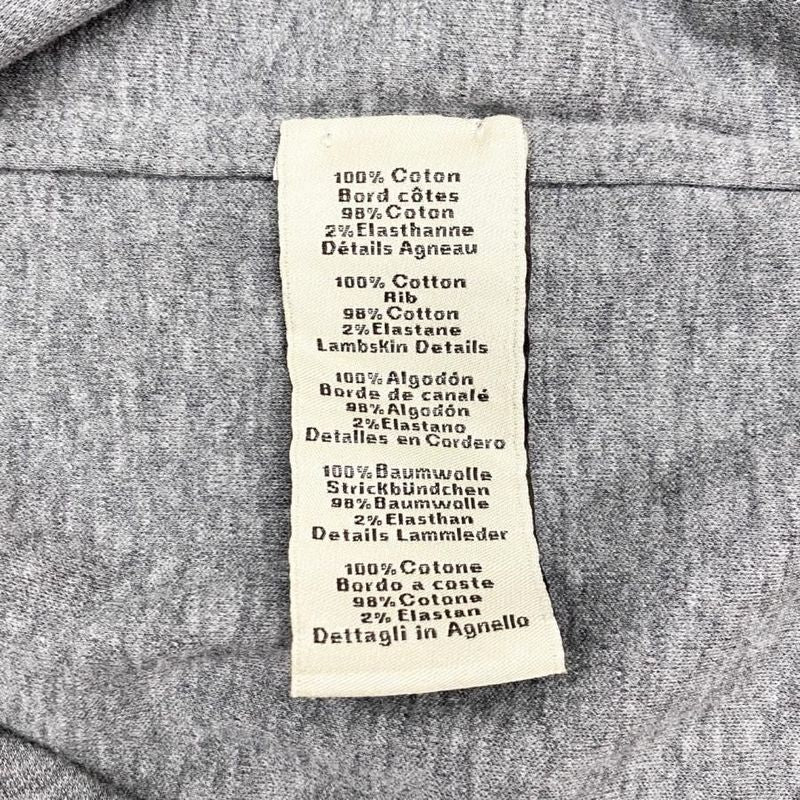 100% Coton
Bord côtes
98% Coton
2% Elasthanne
Détails Agneau
100% Cotton
Rib
98% Cotton
2% Elastane
Lambskin Details
100% Algodón
Borde de canalé
98% Algodón
2% Elastano
Detalles en Cordero
100% Baumwolle
Strickbündchen
98% Baumwolle
2% Elasthan
Details Lammleder
100% Cotone
Bordo a coste
98% Cotone
2% Elastan
Dettagli in Agnello